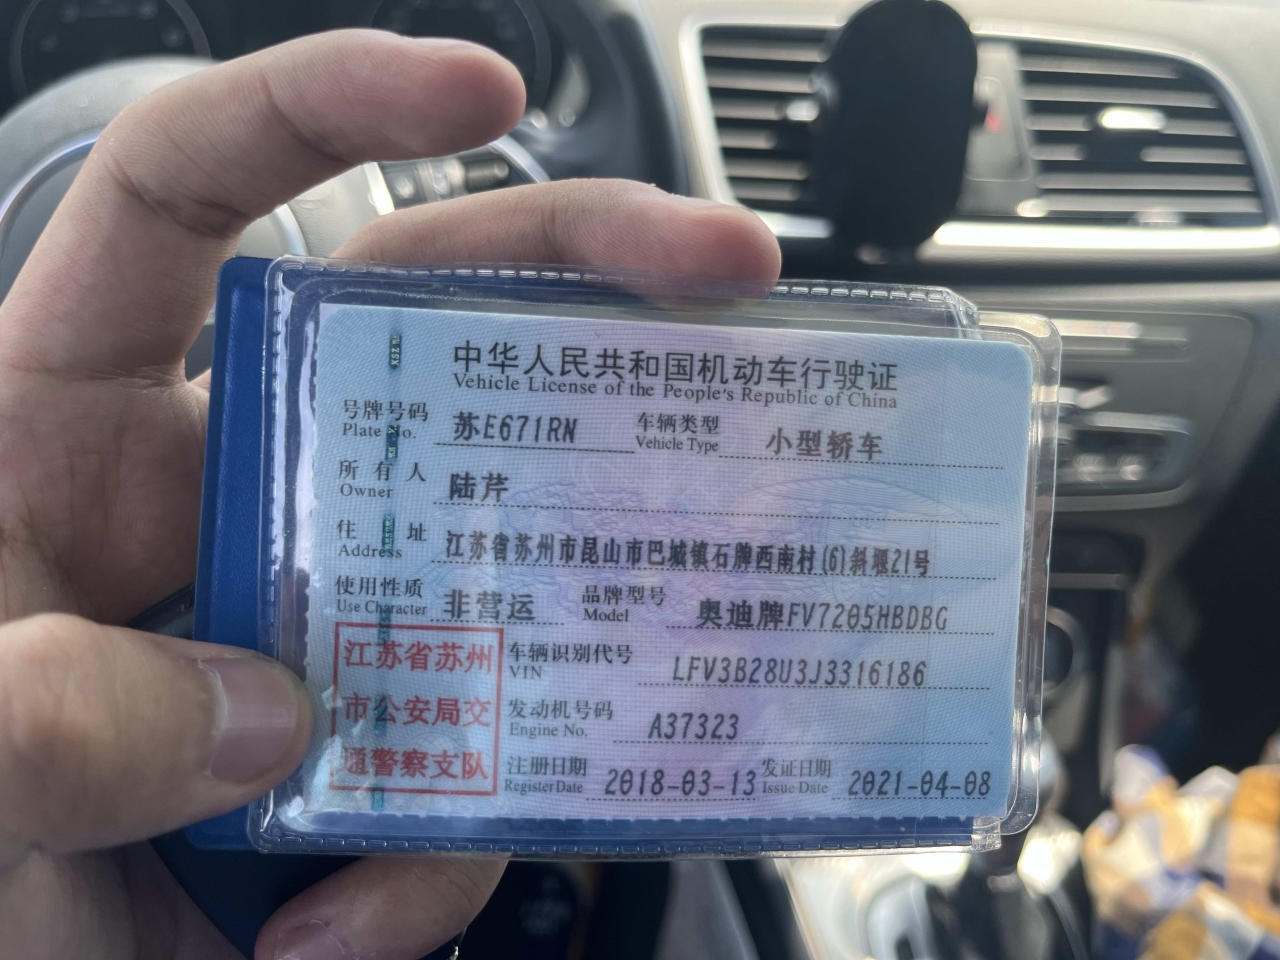 中华人民共和国机动车行驶证
Vehicle License of the People's Republic of China
号牌号码 苏E671RN 车辆类型 小型轿车
Plate No. Vehicle Type
所有人 陆芹
Owner
住址 江苏省苏州市昆山市巴城镇石牌西南村(6)斜堰21号
Address
使用性质 非营运 品牌型号 奥迪牌FV7205HBDBG
Use Character Model
江苏省苏州
市公安局交
通警察支队
车辆识别代号 LFV3B28U3J3316186
VIN
发动机号码 A37323
Engine No.
注册日期 2018-03-13 发证日期 2021-04-08
Register Date Issue Date